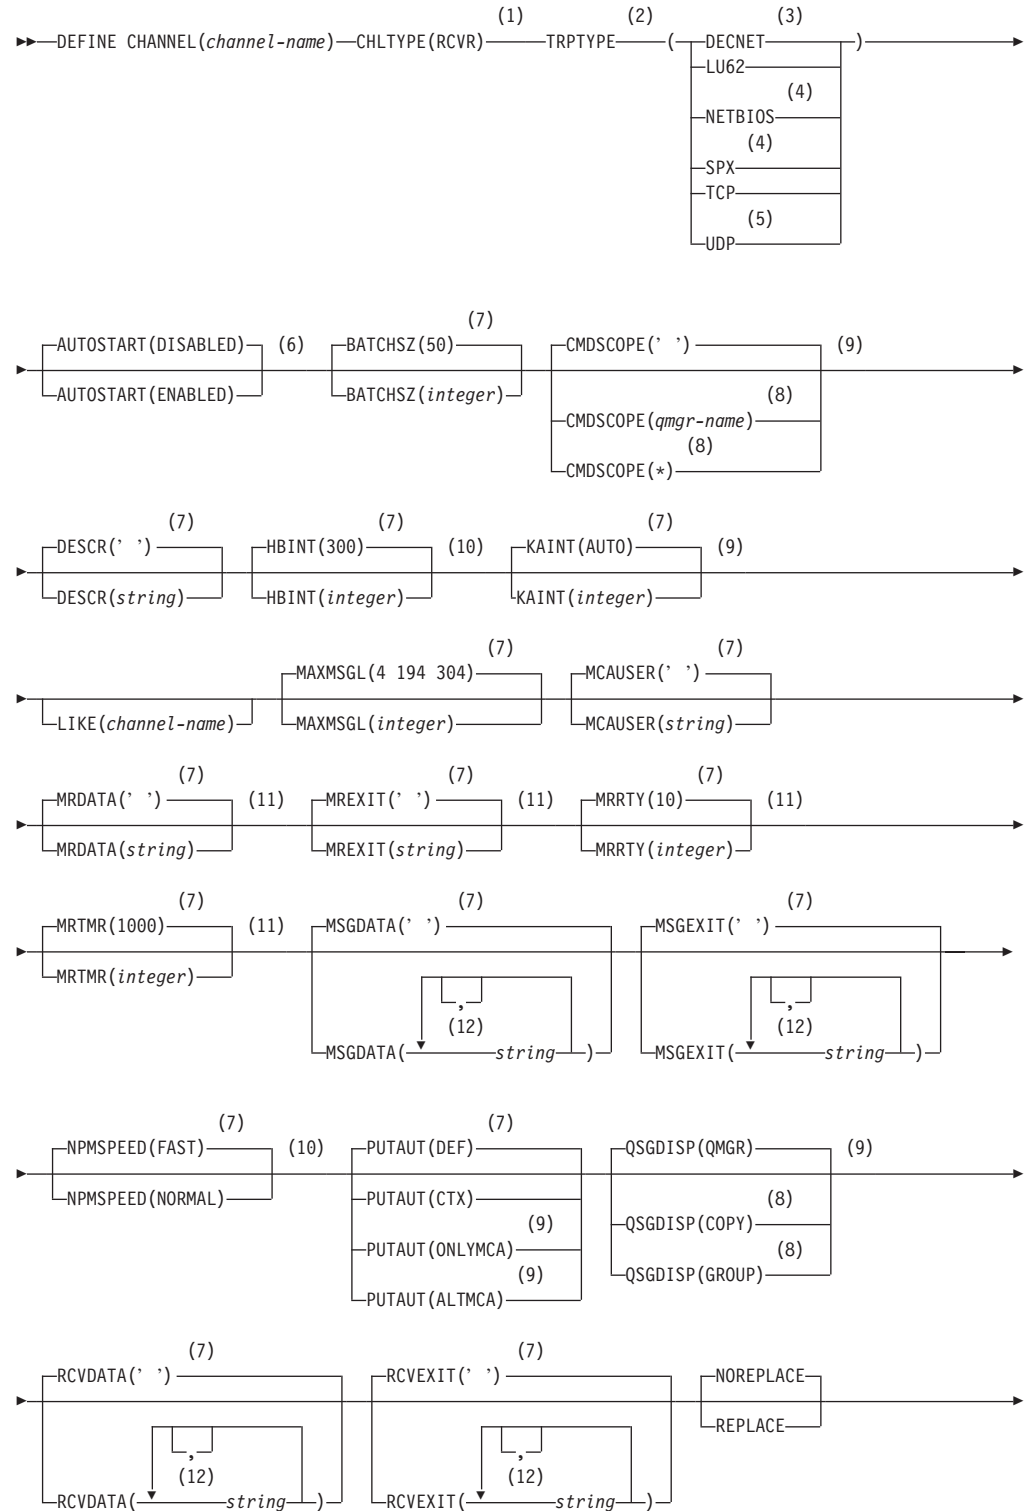 (1) (2) (3)
DEFINE CHANNEL(channel-name) CHLTYPE(RCVR) TRPTYPE ( DECNET )
LU62
(4)
NETBIOS
(4)
SPX
TCP
(5)
UDP
(7)
AUTOSTART(DISABLED) (6) BATCHSZ(50) CMDSCOPE(' ') (9)
AUTOSTART(ENABLED) BATCHSZ(integer) (8)
CMDSCOPE(qmgr-name)
(8)
CMDSCOPE(*)
(7) (7) (7)
DESCR(' ') HBINT(300) (10) KAINT(AUTO) (9)
DESCR(string) HBINT(integer) KAINT(integer)
(7) (7)
MAXMSGL(4 194 304) MCAUSER(' ')
LIKE(channel-name) MAXMSGL(integer) MCAUSER(string)
(7) (7) (7)
MRDATA(' ') (11) MREXIT(' ') (11) MRRTY(10) (11)
MRDATA(string) MREXIT(string) MRRTY(integer)
(7) (7) (7)
MRTMR(1000) (11) MSGDATA(' ') MSGEXIT(' ')
MRTMR(integer)
, ,
(12) (12)
MSGDATA( string ) MSGEXIT( string )
(7) (7)
NPMSPEED(FAST) (10) PUTAUT(DEF) QSGDISP(QMGR) (9)
NPMSPEED(NORMAL) PUTAUT(CTX) (8)
(9) QSGDISP(COPY)
PUTAUT(ONLYMCA) (8)
(9) QSGDISP(GROUP)
PUTAUT(ALTMCA)
(7) (7)
RCVDATA(' ') RCVEXIT(' ') NOREPLACE
REPLACE
, ,
(12) (12)
RCVDATA( string ) RCVEXIT( string )